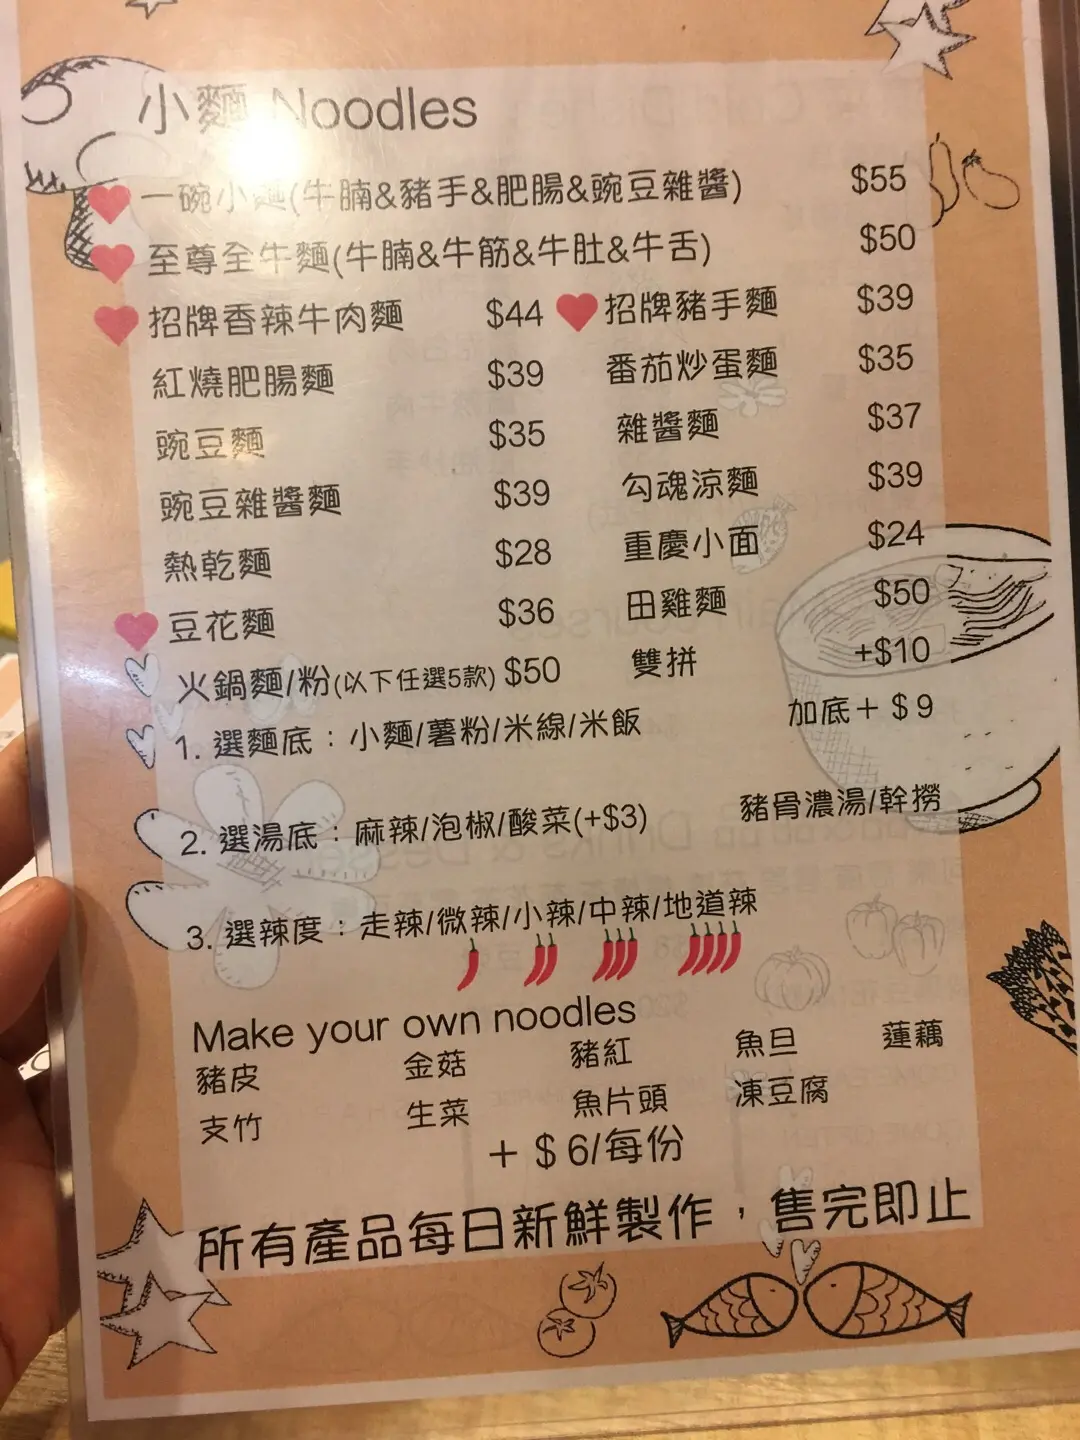 小麵 Noodles
一碗小麵(牛腩&豬手&肥腸&豌豆雜醬) $55
至尊全牛麵(牛腩&牛筋&牛肚&牛舌) $50
招牌香辣牛肉麵 $44 招牌豬手麵 $39
紅燒肥腸麵 $39 番茄炒蛋麵 $35
豌豆麵 $35 雜醬麵 $37
豌豆雜醬麵 $39 勾魂涼麵 $39
熱乾麵 $28 重慶小面 $24
豆花麵 $36 田雞麵 $50
火鍋麵/粉(以下任選5款) $50 雙拼 +$10
1. 選麵底：小麵/薯粉/米線/米飯 加底＋＄9
2. 選湯底：麻辣/泡椒/酸菜(+$3) 豬骨濃湯/幹撈
3. 選辣度：走辣/微辣/小辣/中辣/地道辣
Make your own noodles
豬皮 金菇 豬紅 魚旦 蓮藕
支竹 生菜 魚片頭 凍豆腐
＋＄6/每份
所有產品每日新鮮製作，售完即止